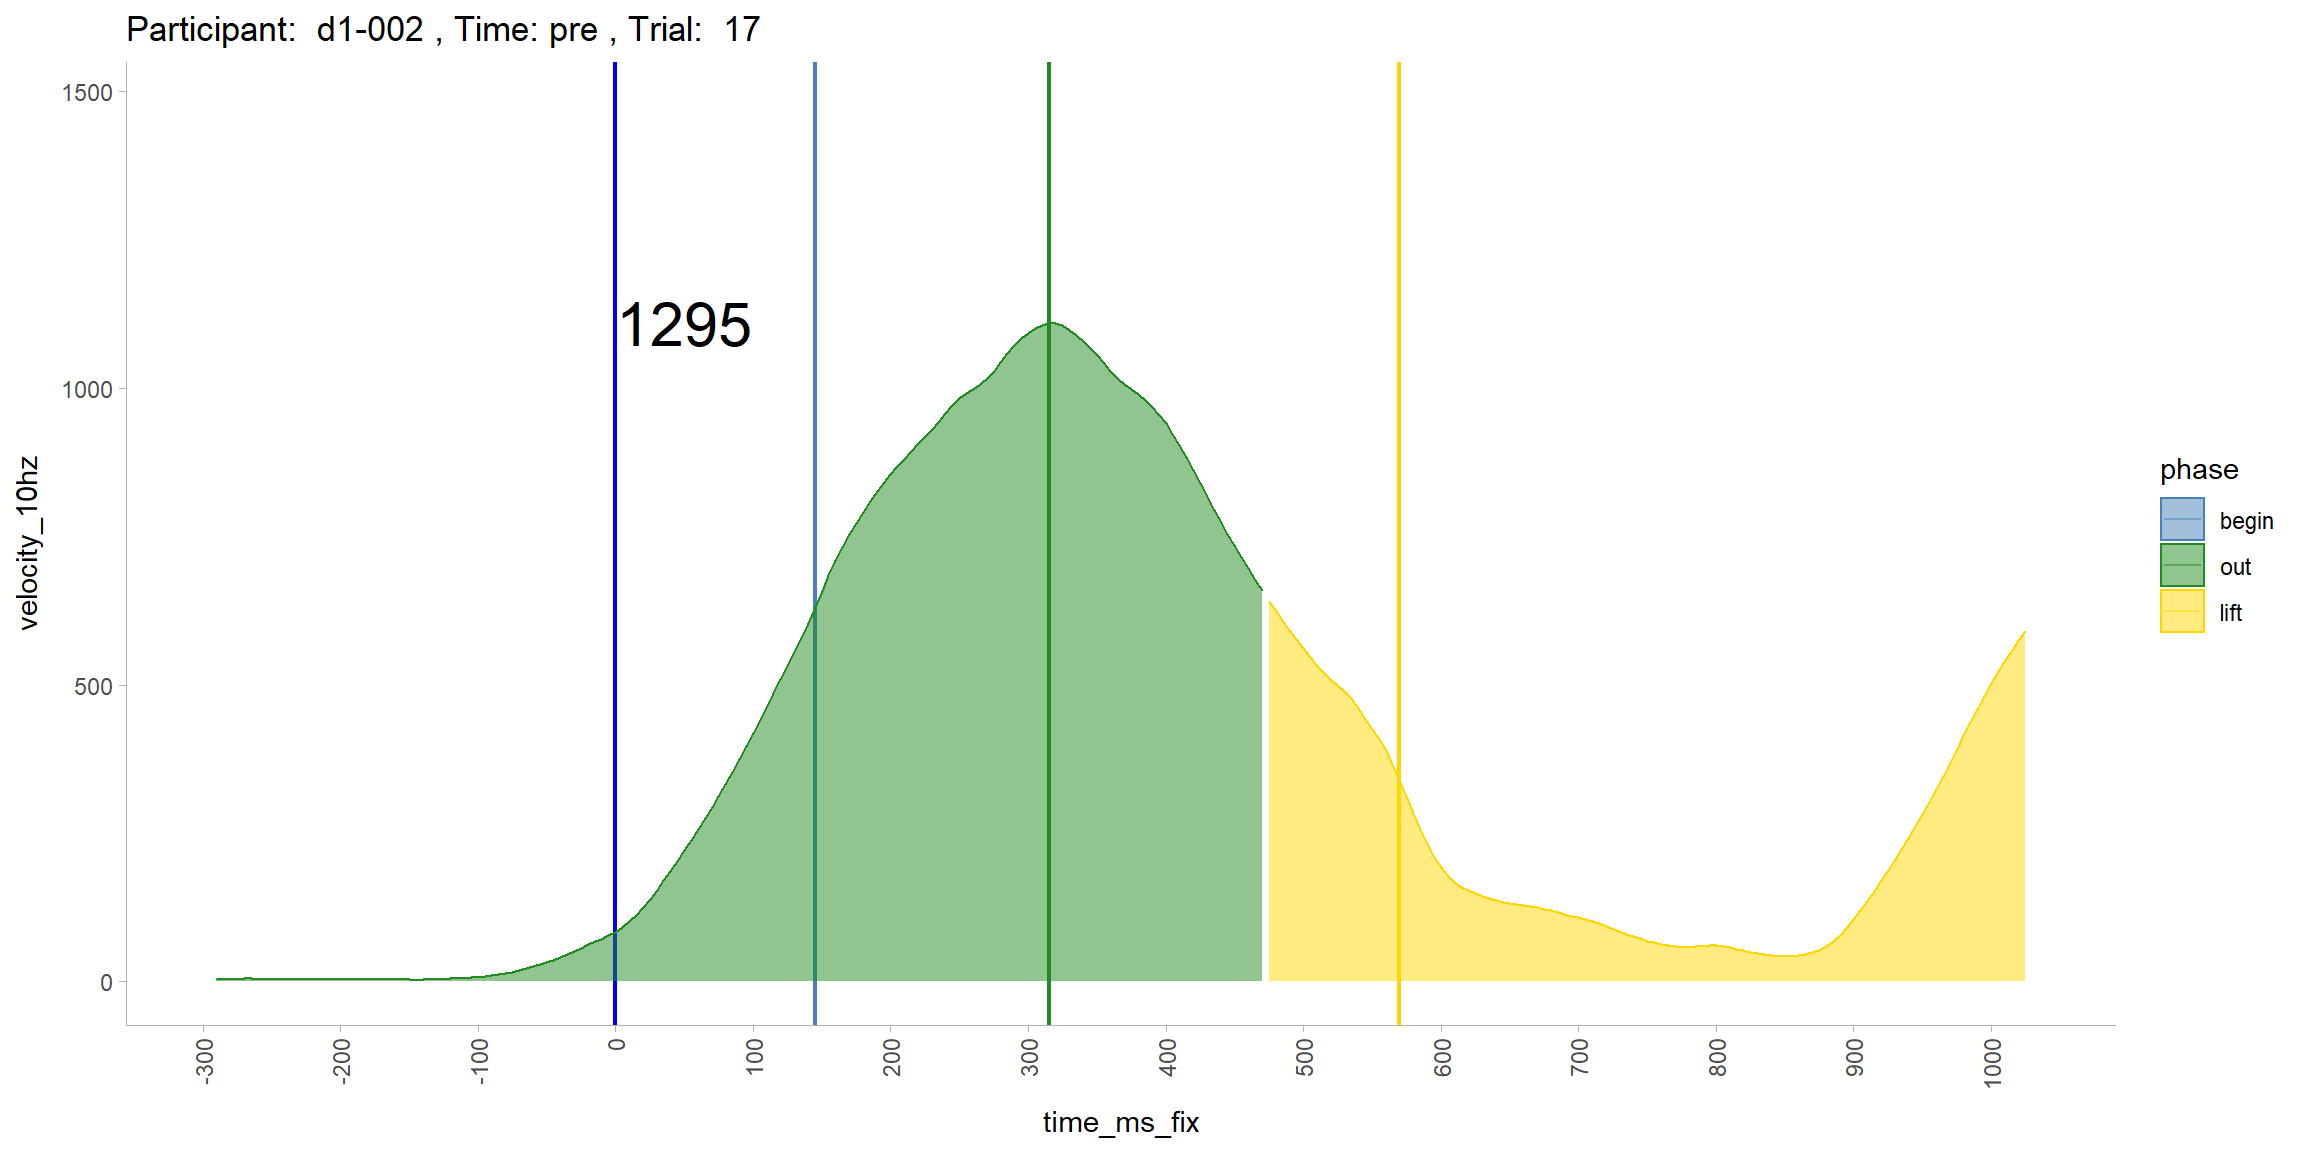 Participant:  d1-002 , Time: pre , Trial:  17
1500
1000
500
0
velocity_10hz
1295
-300
-200
-100
0
100
200
300
400
500
600
700
800
900
1000
time_ms_fix
phase
begin
out
lift